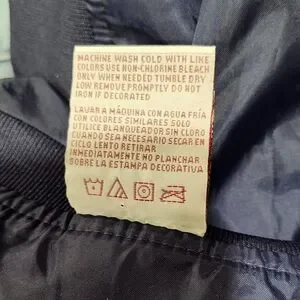 MACHINE WASH COLD WITH LIKE
COLORS USE NON-CHLORINE BLEACH
ONLY WHEN NEEDED TUMBLE DRY
LOW REMOVE PROMPTLY DO NOT
IRON IF DECORATED
LAVAR A MÁQUINA CON AGUA FRÍA
CON COLORES SIMILARES SOLO
UTILICE BLANQUEADOR SIN CLORO
CUANDO SEA NECESARIO SECAR EN
CICLO LENTO RETIRAR
INMEDIATAMENTE NO PLANCHAR
SOBRE LA ESTAMPA DECORATIVA